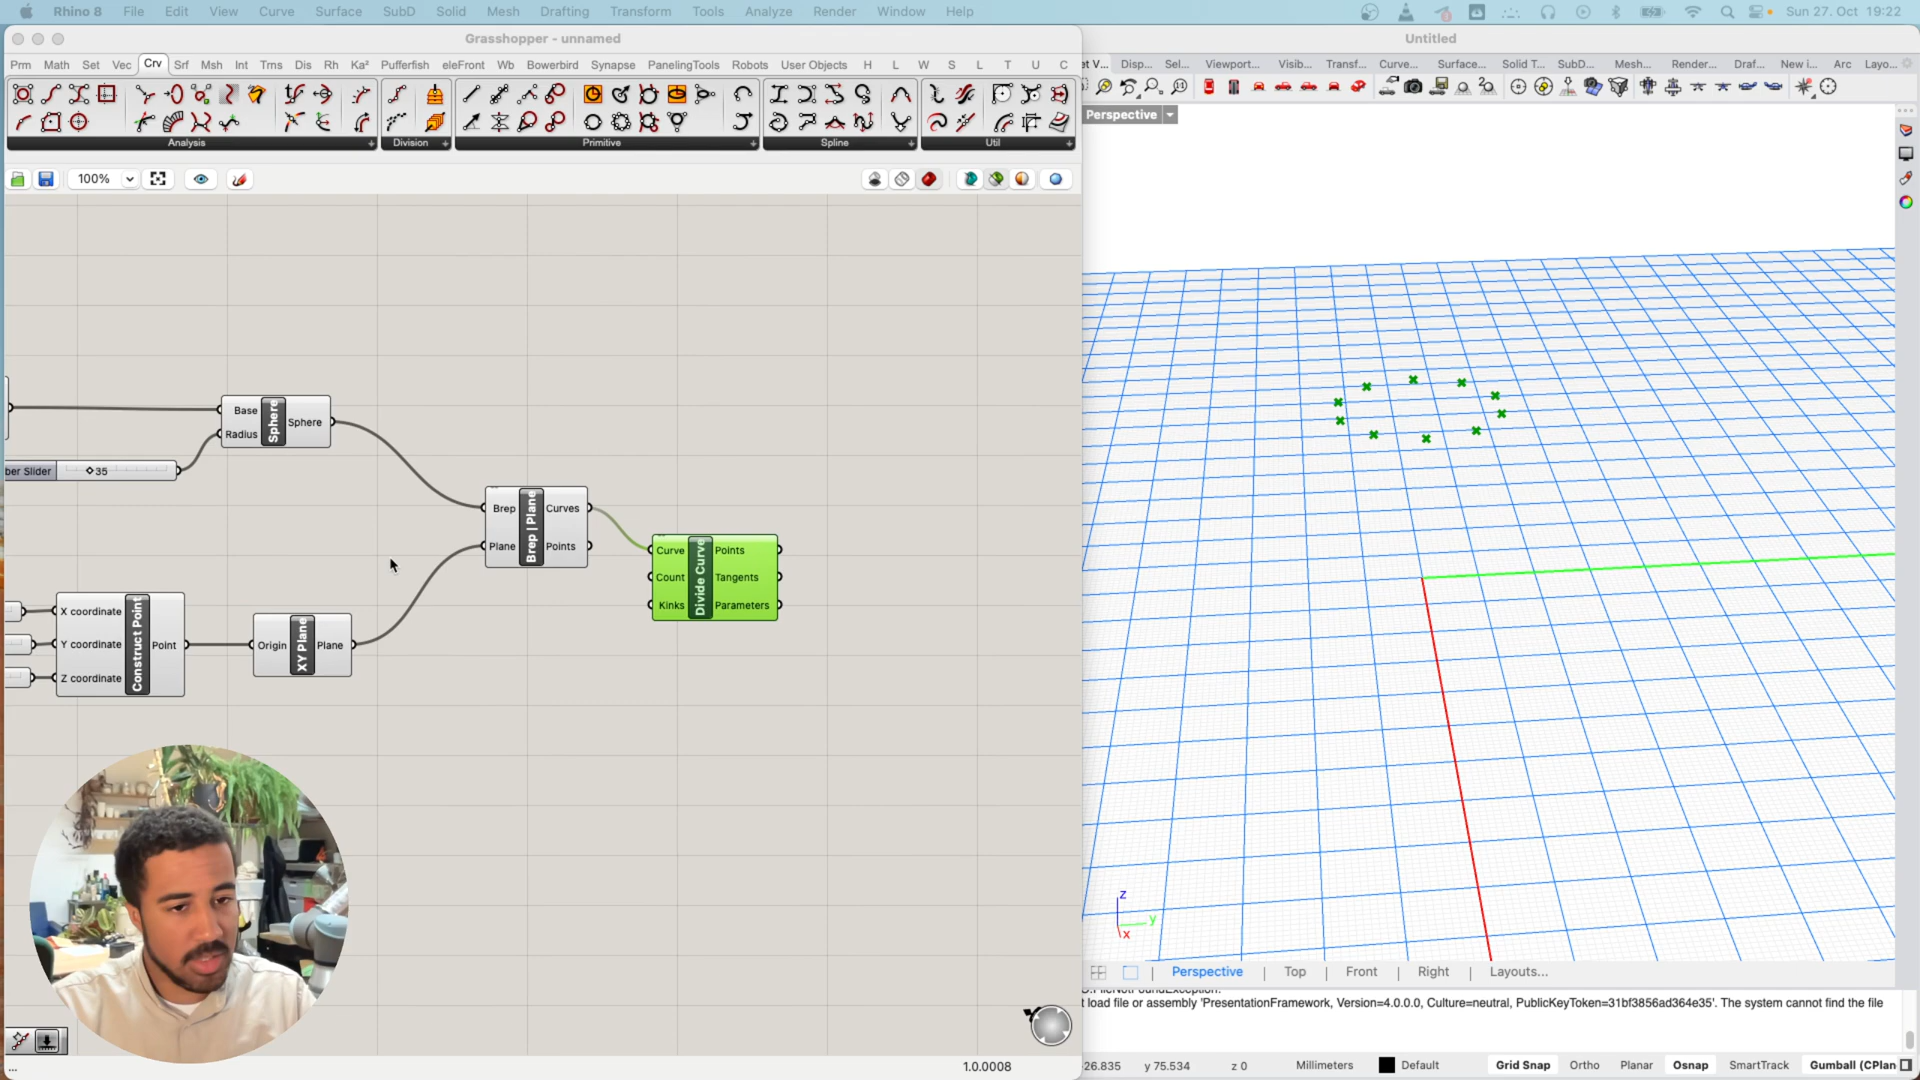 Rhino 8 File Edit View Curve Surface SubD Solid Mesh Drafting Transform Tools Analyze Render Window Help Sun 27. Oct 19:22
Grasshopper - unnamed
Untitled
Prm Math Set Vec Crv Srf Msh Int Trns Dis Rh Ka² Pufferfish eleFront Wb Bowerbird Synapse PanelingTools Robots User Objects H L W S L T U C
et V... Disp... Sel... Viewport... Visib... Transf... Curve... Surface... Solid T... SubD... Mesh... Render... Draf... New i... Arc Layo...
Analysis Division Primitive Spline Util
Perspective
100%
Base Radius Sphere Sphere
ber Slider 35
Brep Plane Brep | Plane Curves Points
Curve Count Kinks Divide Curve Points Tangents Parameters
X coordinate Y coordinate Z coordinate Construct Point Point
Origin XY Plane Plane
z y x
Perspective | Top | Front | Right | Layouts...
t load file or assembly 'PresentationFramework, Version=4.0.0.0, Culture=neutral, PublicKeyToken=31bf3856ad364e35'. The system cannot find the file
...
1.0.0008
26.835 y 75.534 z 0 Millimeters Default Grid Snap Ortho Planar Osnap SmartTrack Gumball (CPlan